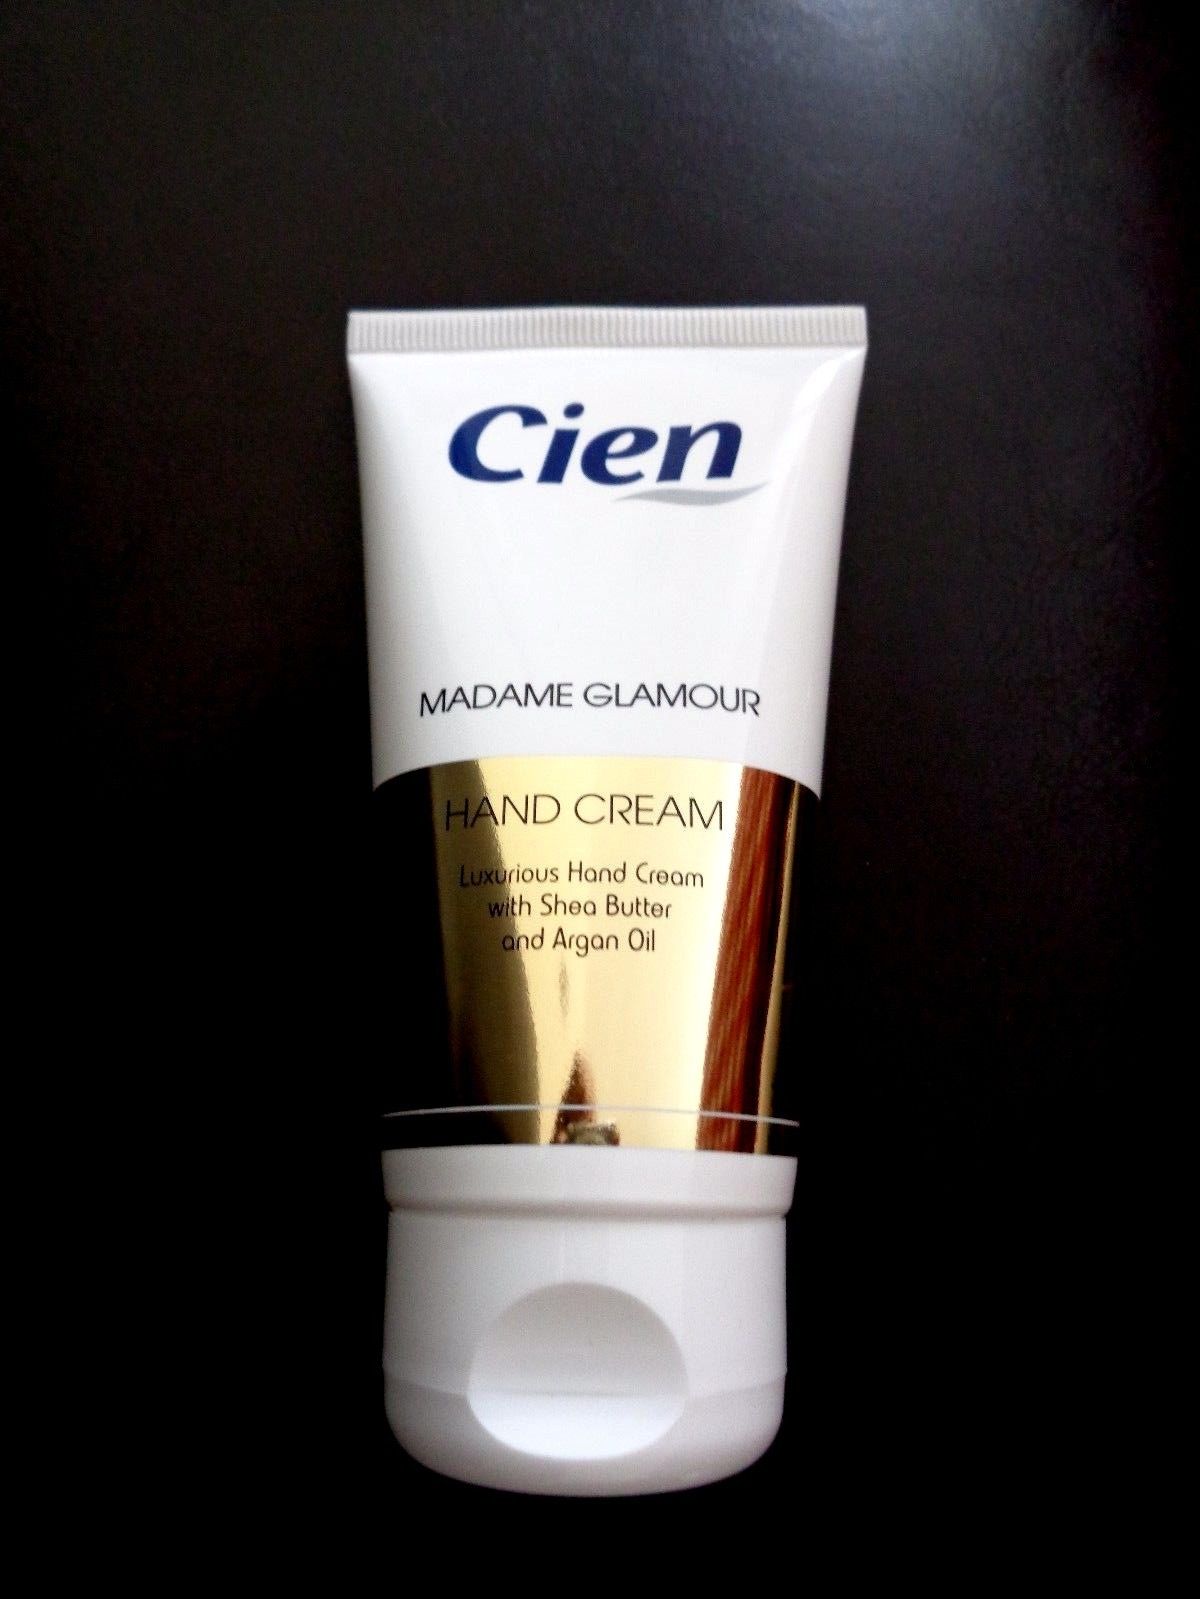 Cien
MADAME GLAMOUR
HAND CREAM
Luxurious Hand Cream
with Shea Butter
and Argan Oil